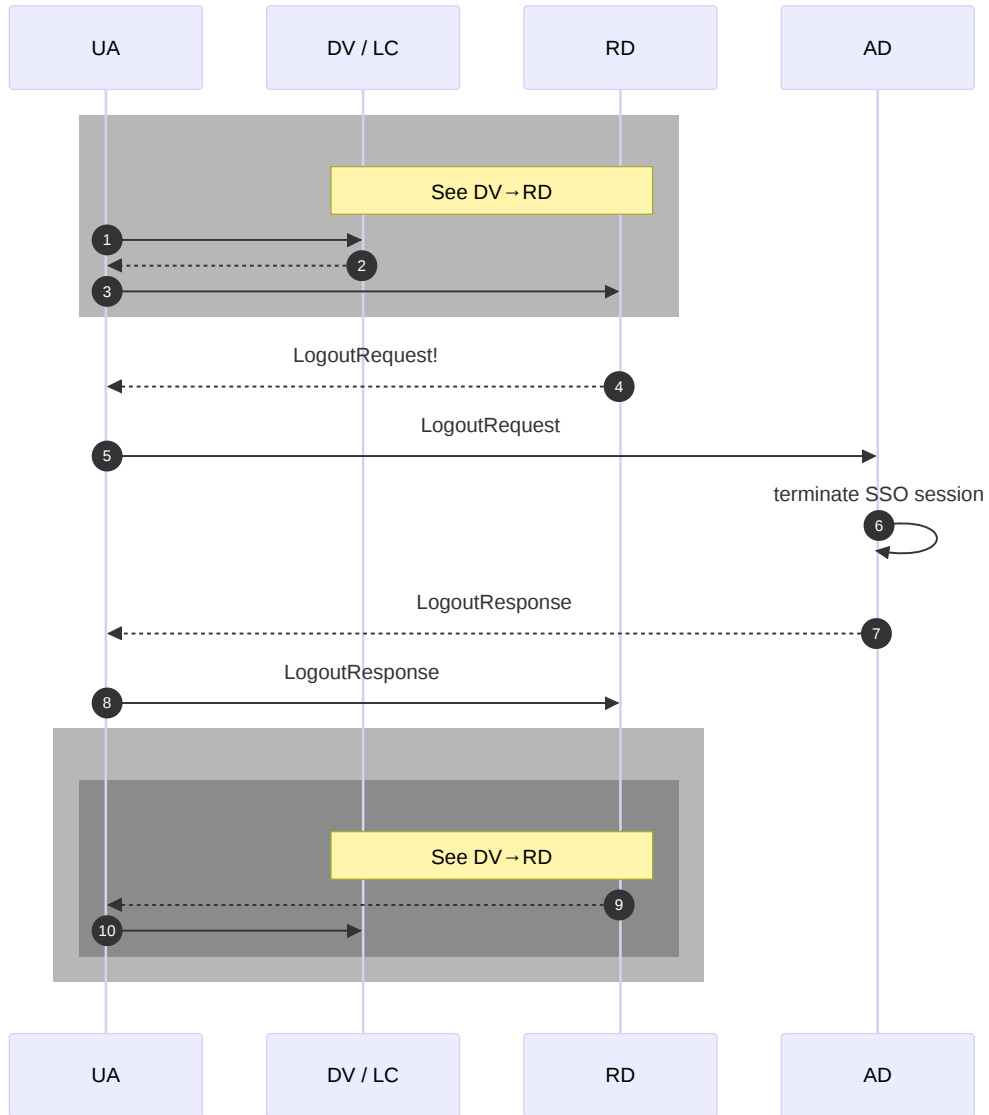 UA
DV / LC
RD
AD
See DV→RD
1
2
3
LogoutRequest!
4
LogoutRequest
5
terminate SSO session
6
LogoutResponse
7
LogoutResponse
8
See DV→RD
9
10
UA
DV / LC
RD
AD